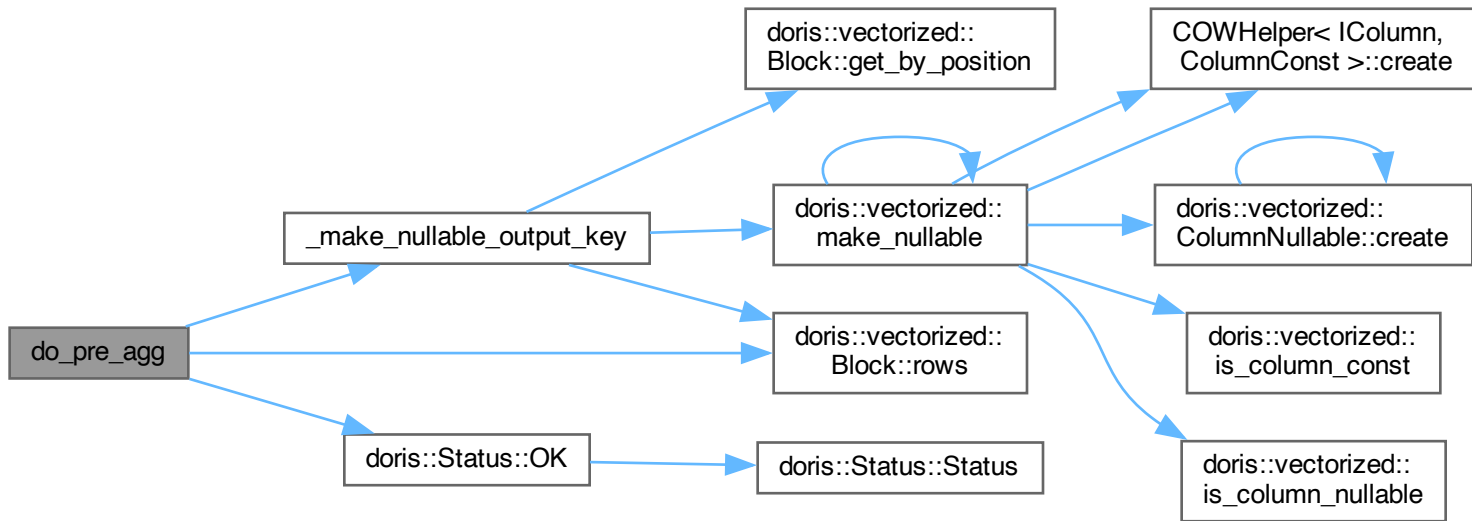 do_pre_agg
_make_nullable_output_key
doris::Status::OK
doris::vectorized::
Block::get_by_position
doris::vectorized::
make_nullable
doris::vectorized::
Block::rows
doris::Status::Status
COWHelper< IColumn,
ColumnConst >::create
doris::vectorized::
ColumnNullable::create
doris::vectorized::
is_column_const
doris::vectorized::
is_column_nullable